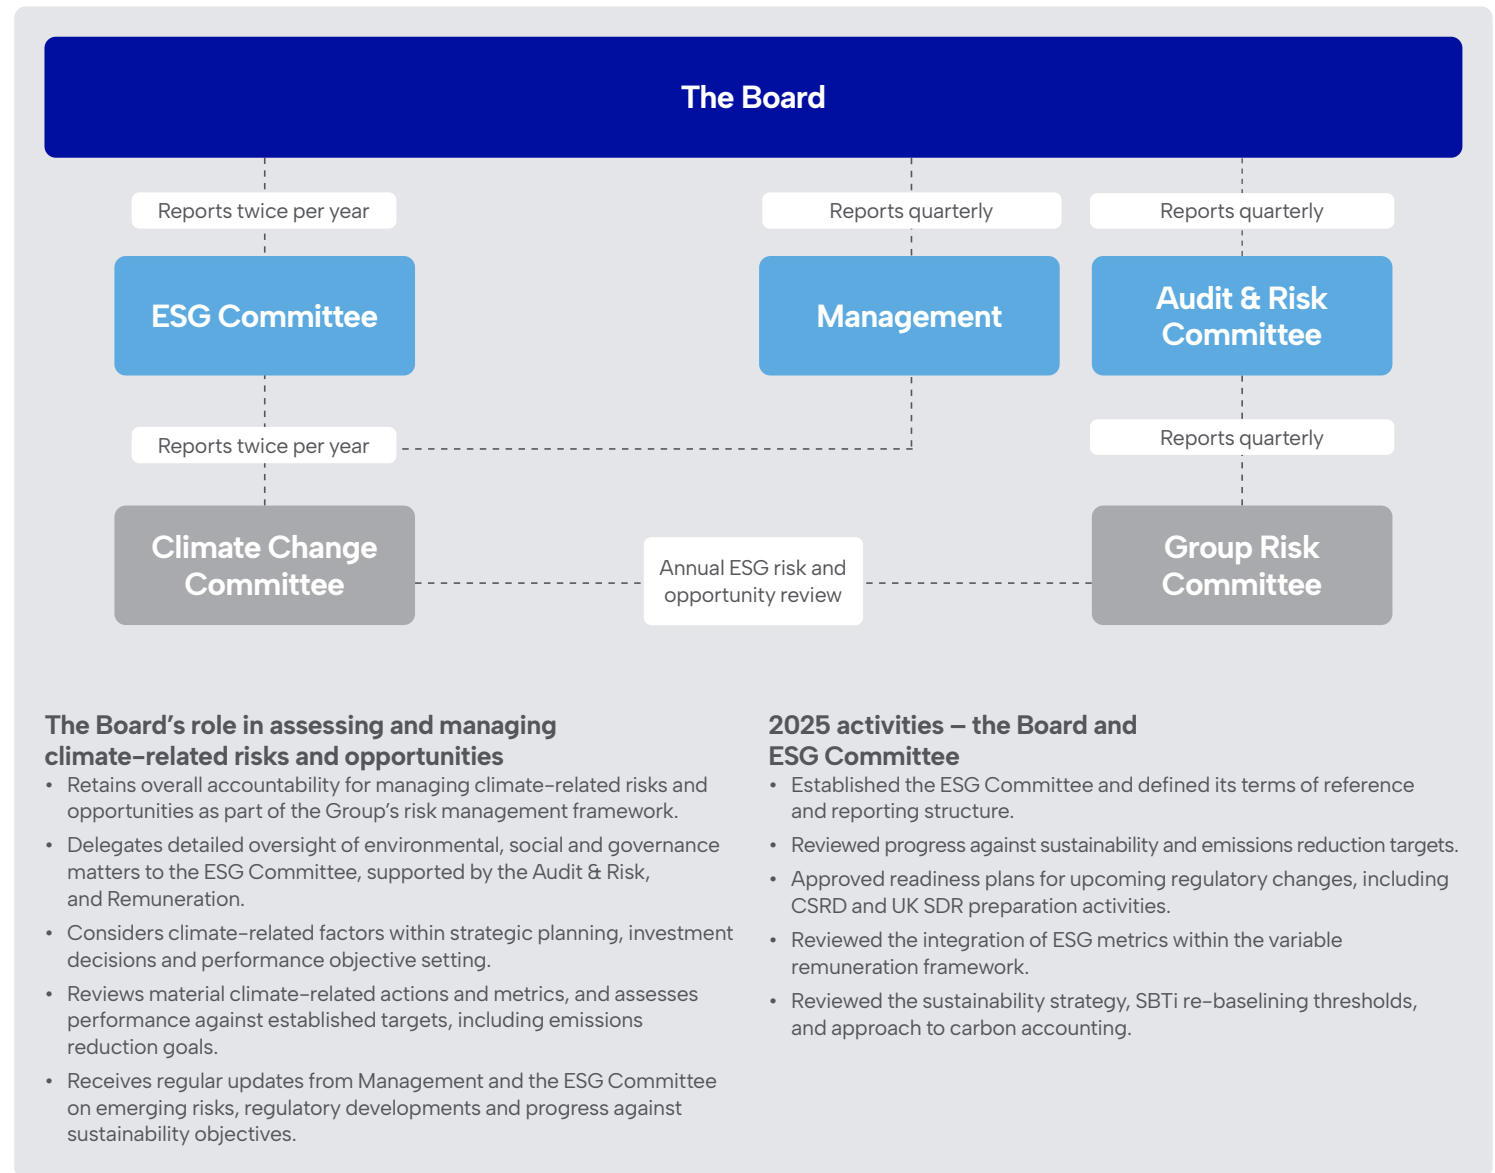 The Board
Reports twice per year
Reports quarterly
Reports quarterly
ESG Committee
Management
Audit & Risk
Committee
Reports twice per year
Reports quarterly
Climate Change
Committee
Annual ESG risk and
opportunity review
Group Risk
Committee
The Board’s role in assessing and managing
climate-related risks and opportunities
• Retains overall accountability for managing climate-related risks and
opportunities as part of the Group’s risk management framework.
• Delegates detailed oversight of environmental, social and governance
matters to the ESG Committee, supported by the Audit & Risk,
and Remuneration.
• Considers climate-related factors within strategic planning, investment
decisions and performance objective setting.
• Reviews material climate-related actions and metrics, and assesses
performance against established targets, including emissions
reduction goals.
• Receives regular updates from Management and the ESG Committee
on emerging risks, regulatory developments and progress against
sustainability objectives.
2025 activities – the Board and
ESG Committee
• Established the ESG Committee and defined its terms of reference
and reporting structure.
• Reviewed progress against sustainability and emissions reduction targets.
• Approved readiness plans for upcoming regulatory changes, including
CSRD and UK SDR preparation activities.
• Reviewed the integration of ESG metrics within the variable
remuneration framework.
• Reviewed the sustainability strategy, SBTi re-baselining thresholds,
and approach to carbon accounting.